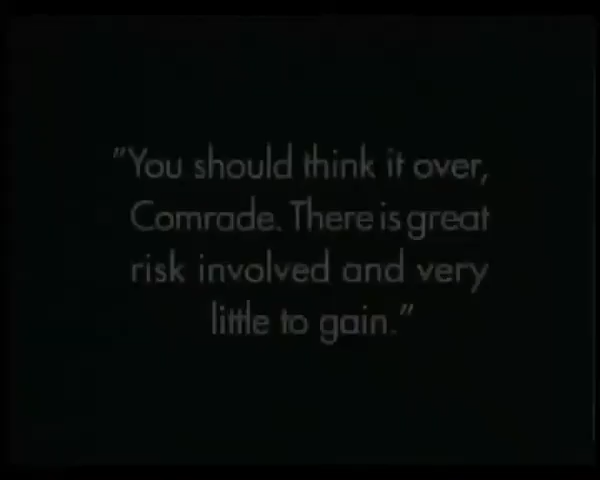 "You should think it over,
Comrade. There is great
risk involved and very
little to gain."